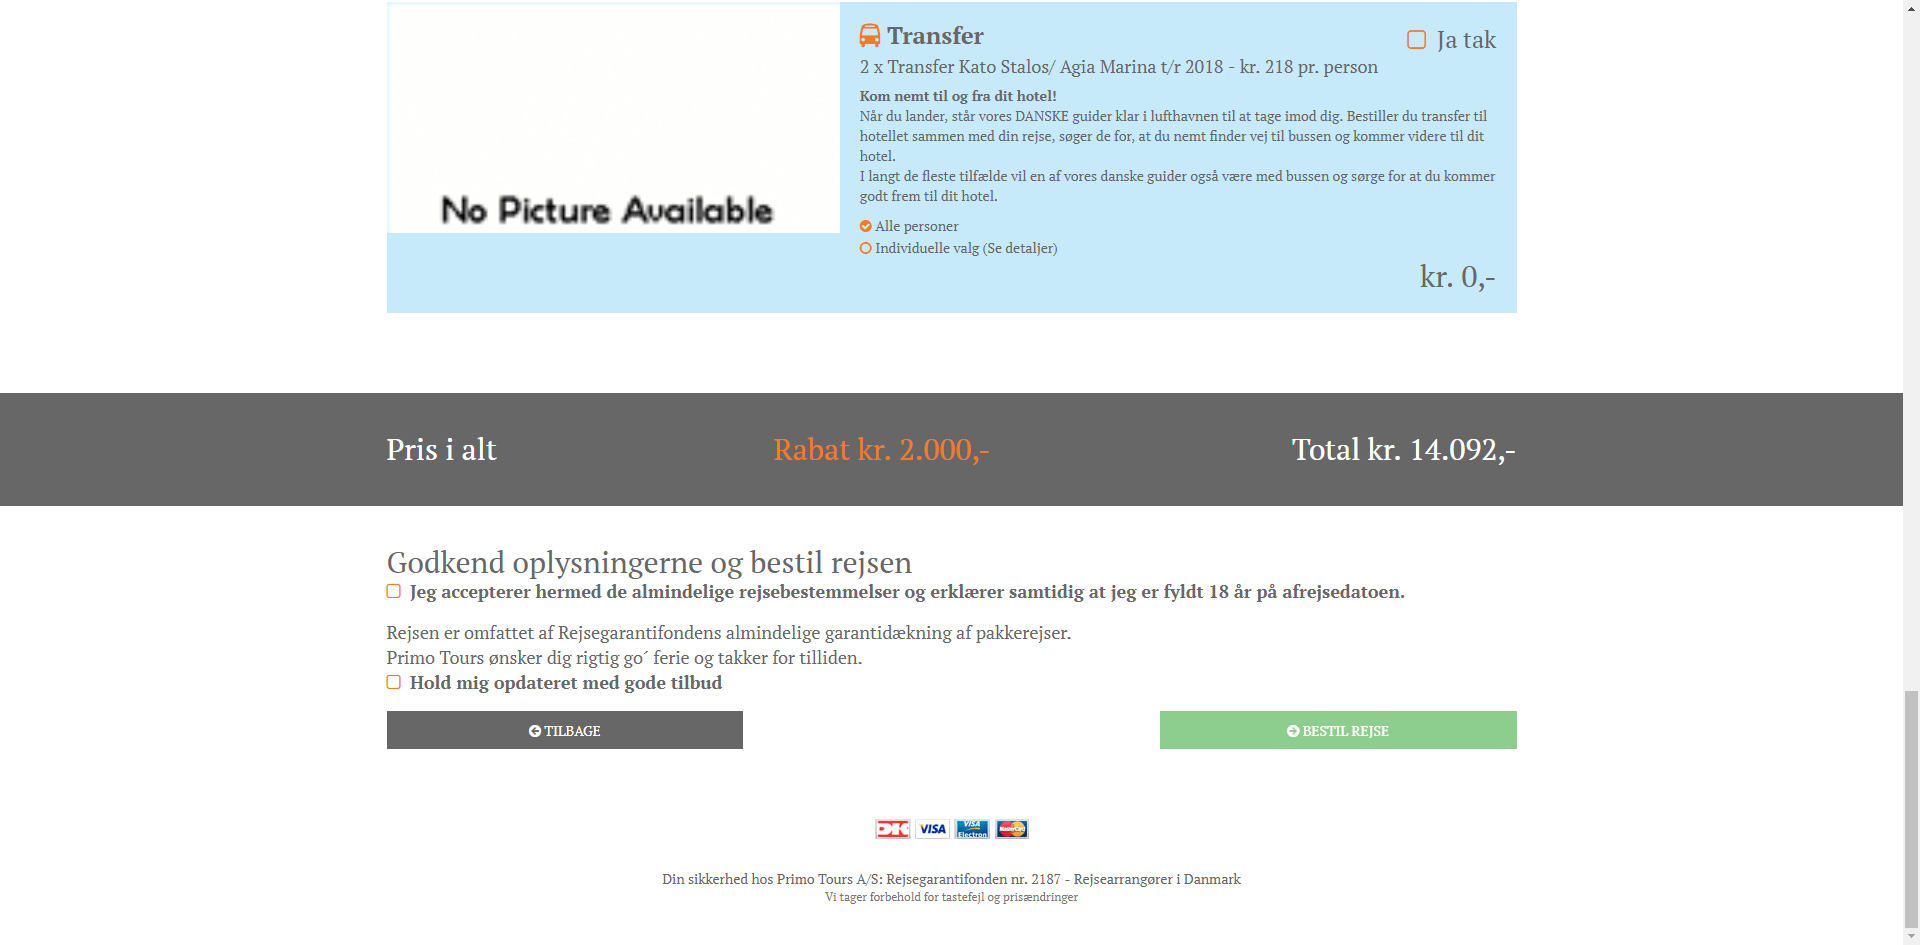 No Picture Available
Transfer
Ja tak
2 x Transfer Kato Stalos/ Agia Marina t/r 2018 - kr. 218 pr. person
Kom nemt til og fra dit hotel!
Når du lander, står vores DANSKE guider klar i lufthavnen til at tage imod dig. Bestiller du transfer til
hotellet sammen med din rejse, søger de for, at du nemt finder vej til bussen og kommer videre til dit
hotel.
I langt de fleste tilfælde vil en af vores danske guider også være med bussen og sørge for at du kommer
godt frem til dit hotel.
Alle personer
Individuelle valg (Se detaljer)
kr. 0,-
Pris i alt
Rabat kr. 2.000,-
Total kr. 14.092,-
Godkend oplysningerne og bestil rejsen
Jeg accepterer hermed de almindelige rejsebestemmelser og erklærer samtidig at jeg er fyldt 18 år på afrejsedatoen.
Rejsen er omfattet af Rejsegarantifondens almindelige garantidækning af pakkerejser.
Primo Tours ønsker dig rigtig go´ ferie og takker for tilliden.
Hold mig opdateret med gode tilbud
TILBAGE
BESTIL REJSE
DK
VISA
VISA
Electron
MasterCard
Din sikkerhed hos Primo Tours A/S: Rejsegarantifonden nr. 2187 - Rejsearrangører i Danmark
Vi tager forbehold for tastefejl og prisændringer